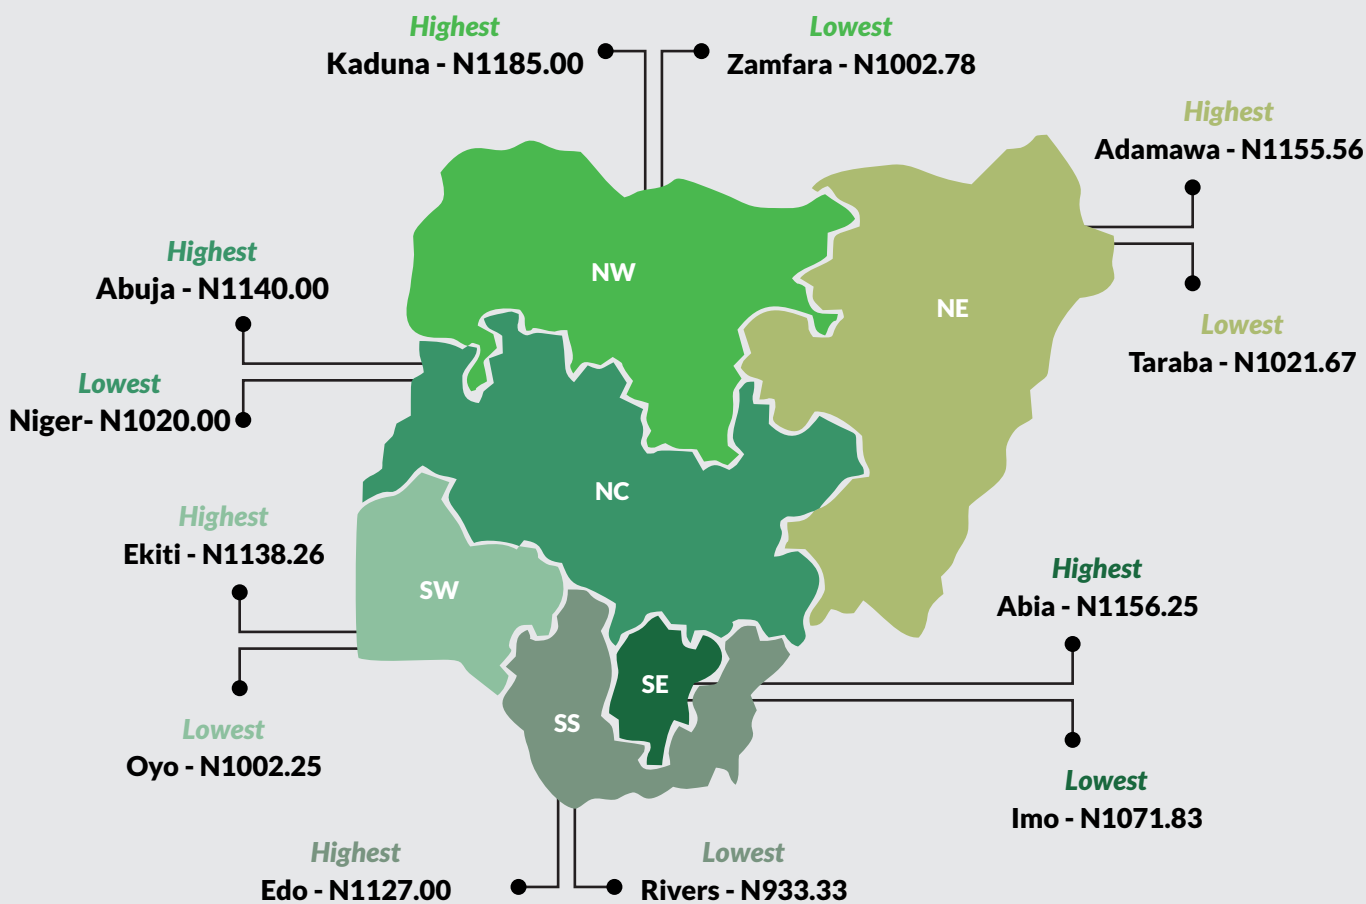 Highest
Kaduna - N1185.00
Lowest
Zamfara - N1002.78
Highest
Adamawa - N1155.56
Lowest
Taraba - N1021.67
Highest
Abuja - N1140.00
Lowest
Niger- N1020.00
NW
NE
NC
SW
SE
SS
Highest
Ekiti - N1138.26
Lowest
Oyo - N1002.25
Highest
Abia - N1156.25
Lowest
Imo - N1071.83
Highest
Edo - N1127.00
Lowest
Rivers - N933.33